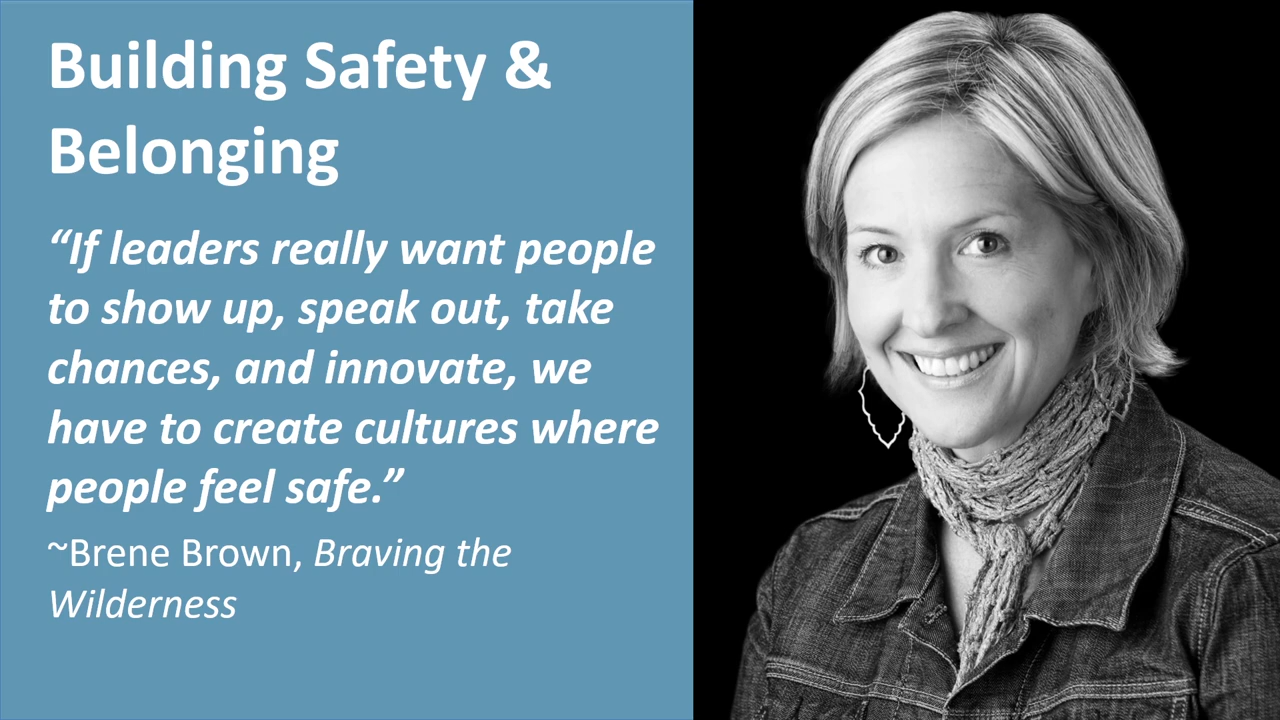 Building Safety &
Belonging
“If leaders really want people
to show up, speak out, take
chances, and innovate, we
have to create cultures where
people feel safe.”
~Brene Brown, Braving the
Wilderness